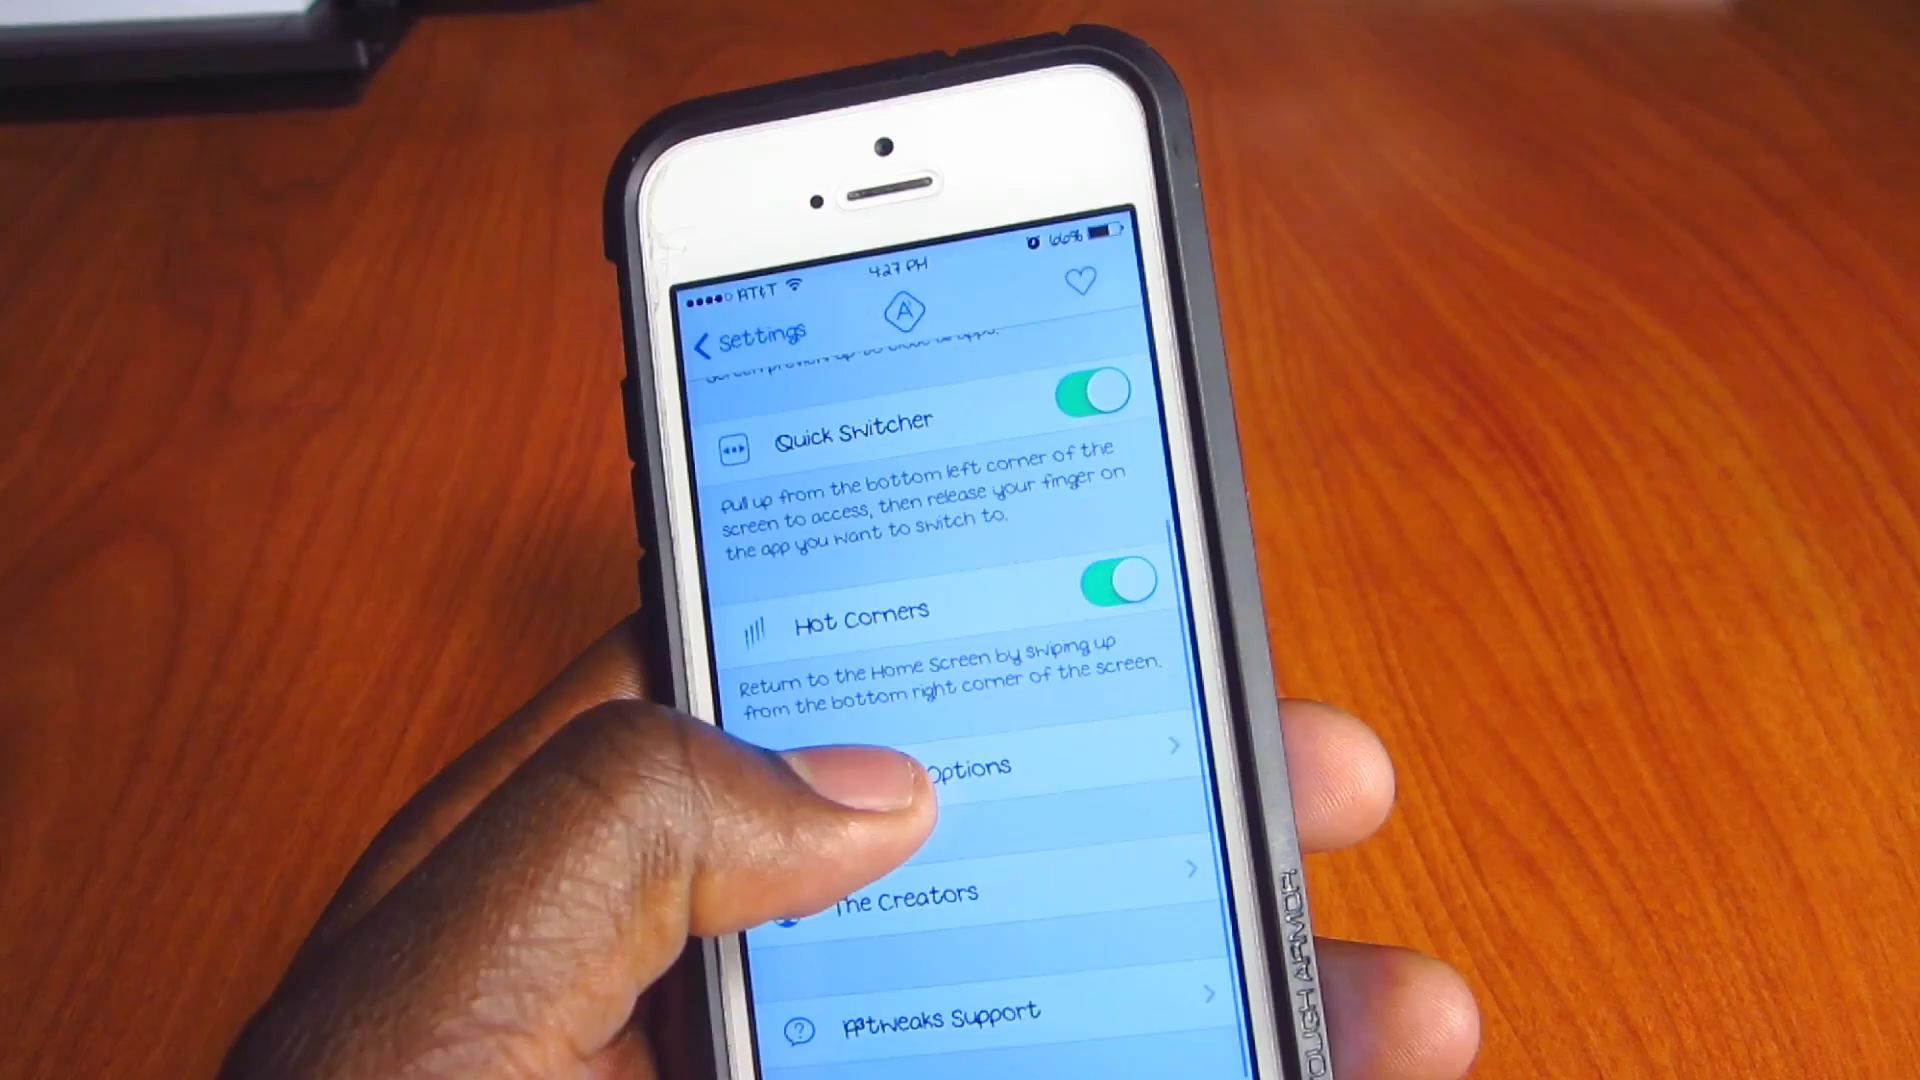 66%
4:27 PM
AT&T
Settings
A
Quick Switcher
Pull up from the bottom left corner of the
screen to access, then release your finger on
the app you want to switch to.
Hot Corners
Return to the Home Screen by swiping up
from the bottom right corner of the screen.
Options
The Creators
tweaks Support
TOUGH ARMOR